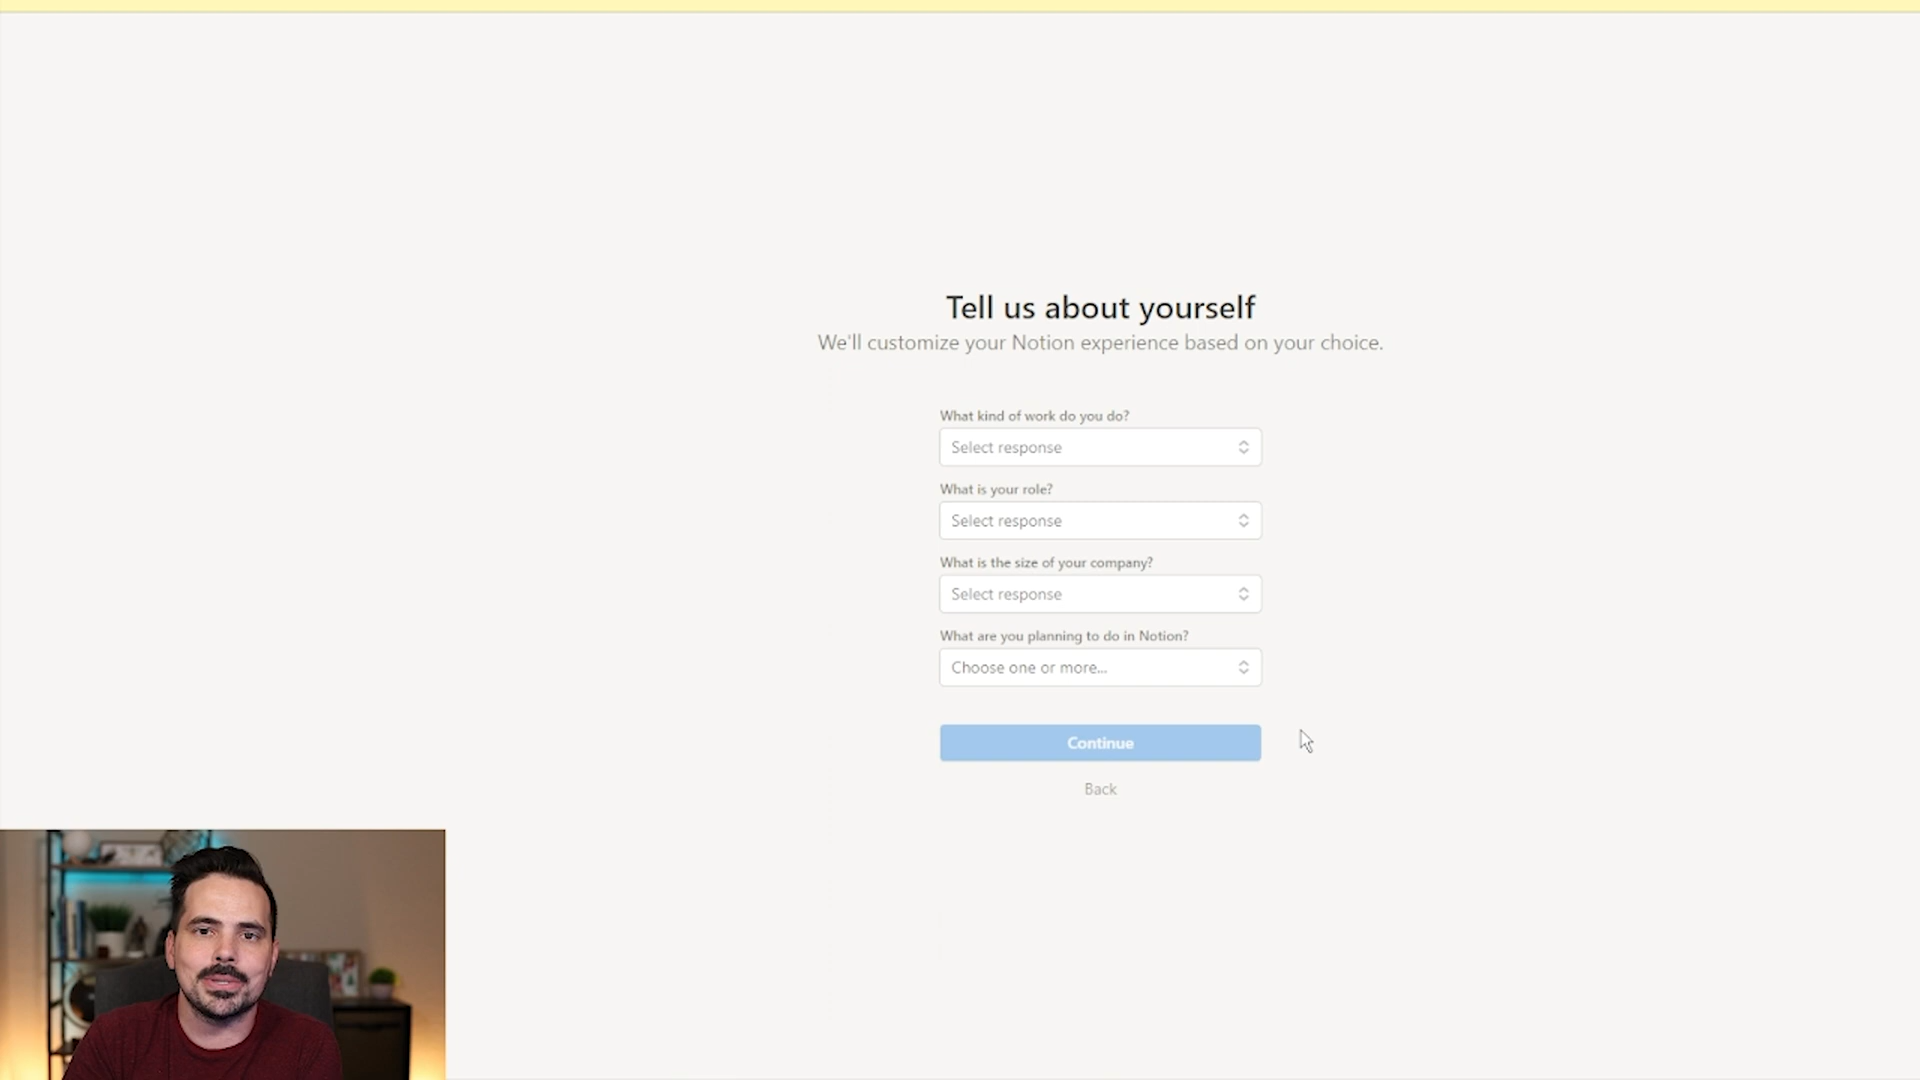 Tell us about yourself
We'll customize your Notion experience based on your choice.
What kind of work do you do?
Select response
What is your role?
Select response
What is the size of your company?
Select response
What are you planning to do in Notion?
Choose one or more...
Continue
Back